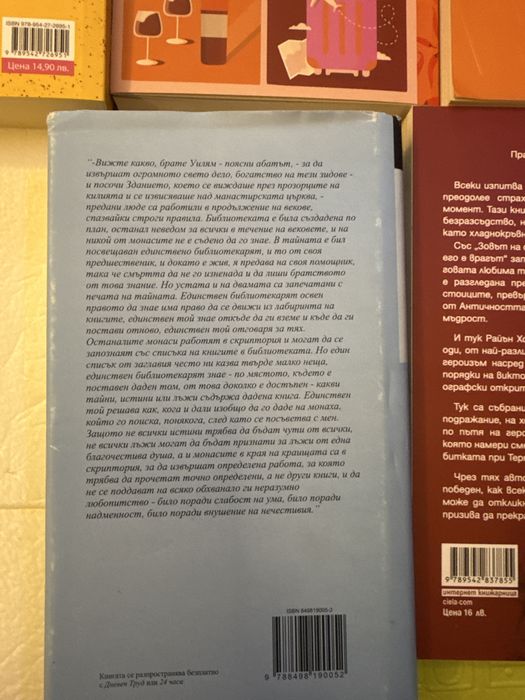 ISBN 978-954-27-2695-1
9 789542 726951
Цена 14,90 лв.
"-Вижте какво, брате Уилям - поясни абатът, - за да
извършат огромното свето дело, богатство на тези зидове -
и посочи Зданието, което се виждаше през прозорците на
килията и се извисяваше над манастирската църква, -
предани люде са работили в продължение на векове,
спазвайки строги правила. Библиотеката е била създадена по
план, останал неведом за всички в течение на вековете, и на
никой от монасите не е съдено да го знае. В тайната е бил
посвещаван единствено библиотекарят, и то от своя
предшественик, и докато е жив, я предава на своя помощник,
така че смъртта да не го изненада и да лиши братството
от това знание. Но устата и на двамата са запечатани с
печата на тайната. Единствен библиотекарят освен
правото да знае има право да се движи из лабиринта на
книгите, единствен той знае откъде да ги вземе и къде да ги
постави отново, единствен той отговаря за тях.
Останалите монаси работят в скриптория и могат да се
запознаят със списъка на книгите в библиотеката. Но един
списък от заглавия често ни казва твърде малко неща,
единствен библиотекарят знае - по мястото, където е
поставен даден том, от това доколко е достъпен - какви
тайни, истини или лъжи съдържа дадена книга. Единствен
той решава как, кога и дали изобщо да го даде на монаха,
който го поиска, понякога, след като се посъветва с мен.
Защото не всички истини трябва да бъдат чути от всички,
не всички лъжи могат да бъдат признати за лъжи от една
благочестива душа, а и монасите в края на краищата са в
скриптория, за да извършат определена работа, за която
трябва да прочетат точно определени, а не други книги, и да
не се поддават на всяко обхванало ги неразумно
любопитство - било поради слабост на ума, било поради
надменност, било поради внушение на нечестивия."
ISBN 849819005-2
9 788498 190052
Книгата се разпространява безплатно
с Дневен Труд или 24 часа
Пра
Всеки изпитва
преодолее страх
момент. Тази кни
безразсъдство, н
като хладнокръвн
Със „Зовът на
его е врагът" зап
говата любима т
е разгледана пре
стоиците, превъ
от Античността
мъдрост.
И тук Райън Хо
оди, от най-разли
героизъм насред
порядки на викто
ографски открит
Тук са събрани
подражание, на хо
по пътя на геро
която намери сме
битката при Тер
Чрез тях авто
победен, как всек
може да откликн
призива да прекра
9 789542 837855
интернет книжарница
ciela.com
Цена 16 лв.